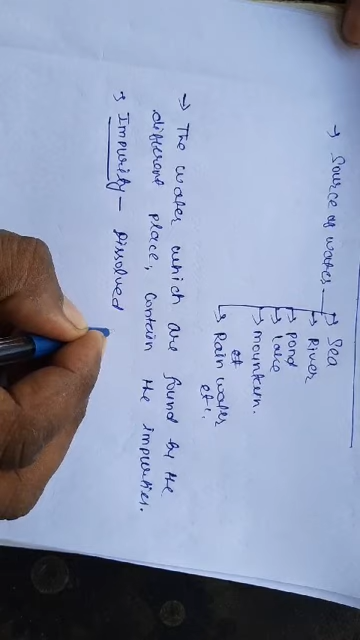 → Source of water → Sea
→ River
→ pond
→ Lake
→ mountain.
→ Rain water etc.
→ The water which are found by the
different place, contain the impurities.
→ Impurity - Dissolved